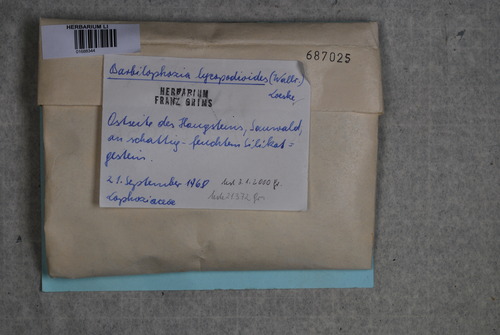 HERBARIUM LI
687025
Barbilophozia lycopodioides (Wallr.)
Loeske
HERBARIUM
FRANZ GRIMS
Ostseite des Haugsteins, Sauwald,
an schattig-feuchtem Silikat=
gestein.
21. September 1960
Lophoziaceae